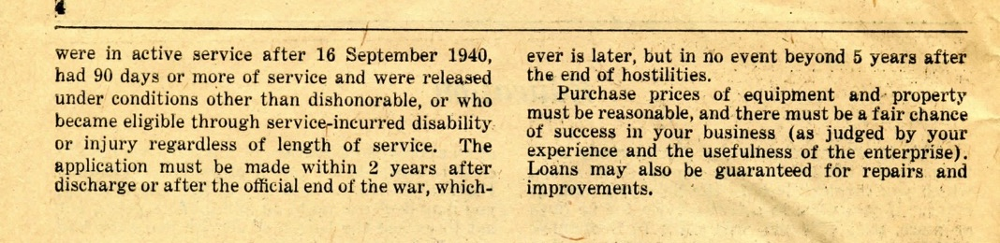 4
were in active service after 16 September 1940,
had 90 days or more of service and were released
under conditions other than dishonorable, or who
became eligible through service-incurred disability
or injury regardless of length of service. The
application must be made within 2 years after
discharge or after the official end of the war, which-
ever is later, but in no event beyond 5 years after
the end of hostilities.
Purchase prices of equipment and property
must be reasonable, and there must be a fair chance
of success in your business (as judged by your
experience and the usefulness of the enterprise).
Loans may also be guaranteed for repairs and
improvements.